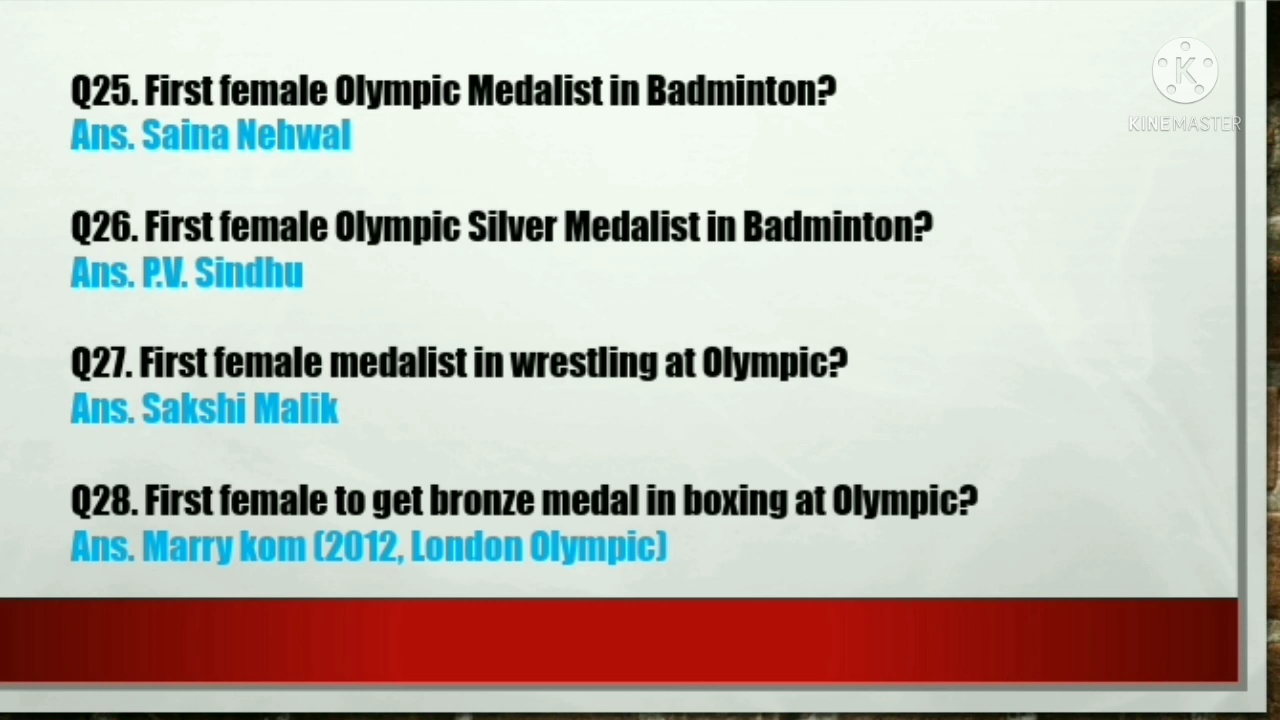 Q25. First female Olympic Medalist in Badminton?
Ans. Saina Nehwal
Q26. First female Olympic Silver Medalist in Badminton?
Ans. P.V. Sindhu
Q27. First female medalist in wrestling at Olympic?
Ans. Sakshi Malik
Q28. First female to get bronze medal in boxing at Olympic?
Ans. Marry kom (2012, London Olympic)
K
KINEMASTER